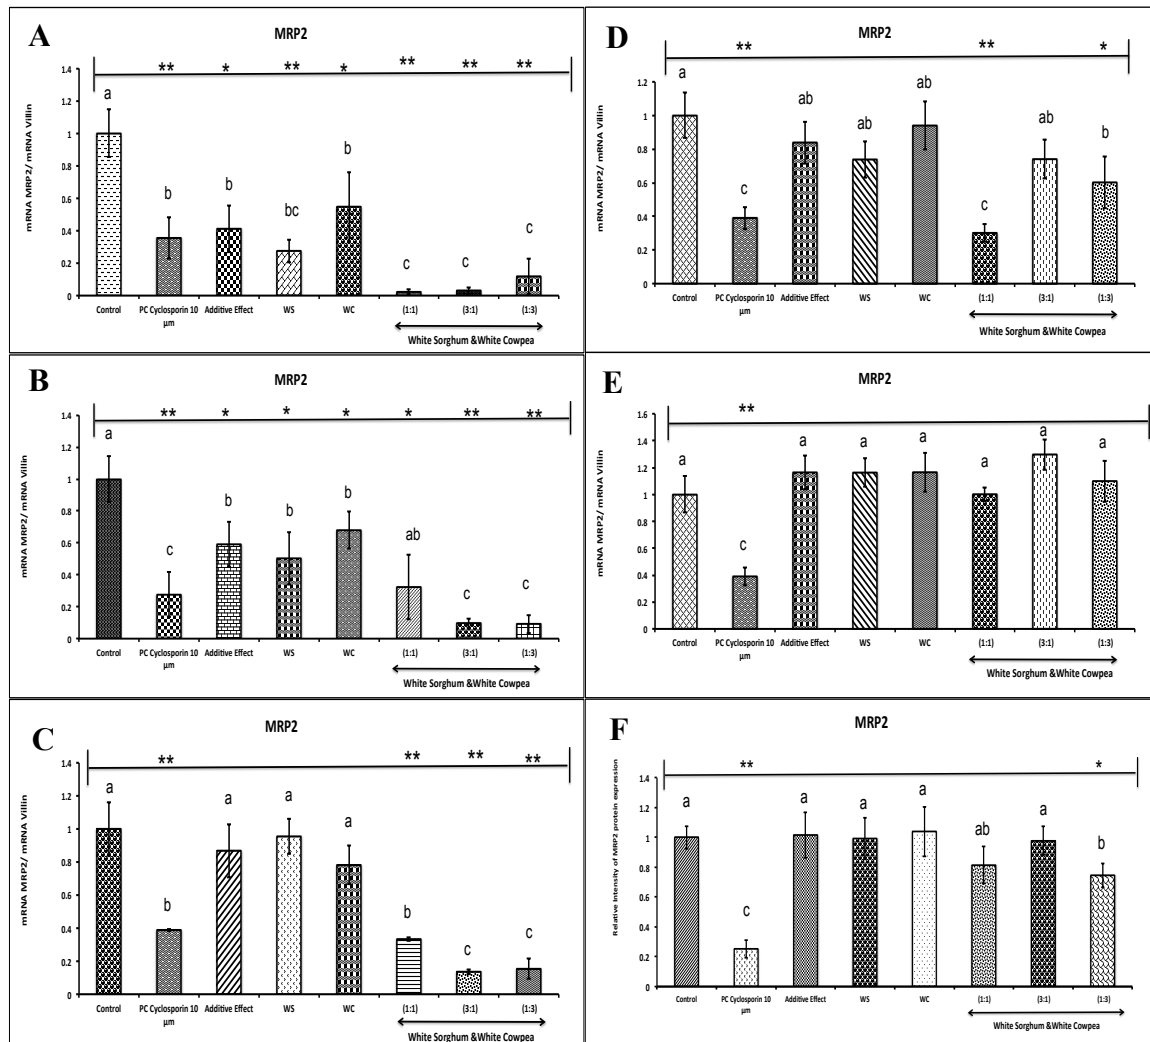 A
MRP2
** * ** * ** ** **
mRNA MRP2/ mRNA Villin
1.4
1.2
1
0.8
0.6
0.4
0.2
0
a b b bc b c c c
Control PC Cyclosporin 10 Additive Effect WS WC (1:1) (3:1) (1:3)
µm
White Sorghum &White Cowpea
B
MRP2
** * * * * ** **
mRNA MRP2/ mRNA Villin
1.4
1.2
1
0.8
0.6
0.4
0.2
0
a c b b b ab c c
Control PC Cyclosporin 10 Additive Effect WS WC (1:1) (3:1) (1:3)
µm
White Sorghum &White Cowpea
C
MRP2
** ** ** **
mRNA MRP2/ mRNA Villin
1.4
1.2
1
0.8
0.6
0.4
0.2
0
a b a a a b c c
Control PC Cyclosporin 10 Additive Effect WS WC (1:1) (3:1) (1:3)
µm
White Sorghum &White Cowpea
D
MRP2
** ** *
mRNA MRP2/ mRNA Villin
1.4
1.2
1
0.8
0.6
0.4
0.2
0
a c ab ab ab c ab b
Control PC Cyclosporin 10 Additive Effect WS WC (1:1) (3:1) (1:3)
µm
White Sorghum &White Cowpea
E
MRP2
**
mRNA MRP2/ mRNA Villin
1.6
1.4
1.2
1
0.8
0.6
0.4
0.2
0
a c a a a a a a
Control PC Cyclosporin 10 Additive Effect WS WC (1:1) (3:1) (1:3)
µm
White Sorghum &White Cowpea
F
MRP2
** *
Relative Intensity of MRP2 protein expression
1.4
1.2
1
0.8
0.6
0.4
0.2
0
a c a a a ab a b
Control PC Cyclosporin 10 Additive Effect WS WC (1:1) (3:1) (1:3)
µm
White Sorghum &White Cowpea